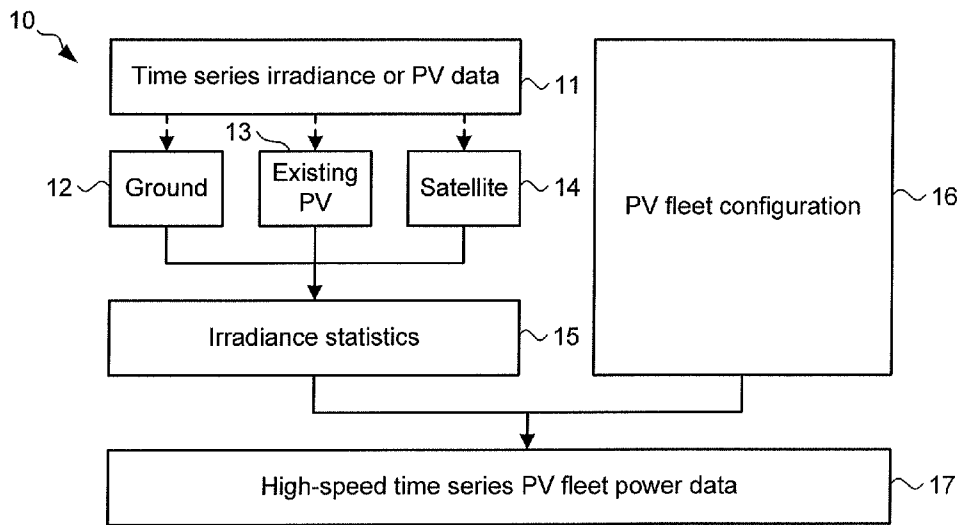 10
Time series irradiance or PV data
11
13
12
Ground
Existing
PV
Satellite
14
PV fleet configuration
16
Irradiance statistics
15
High-speed time series PV fleet power data
17